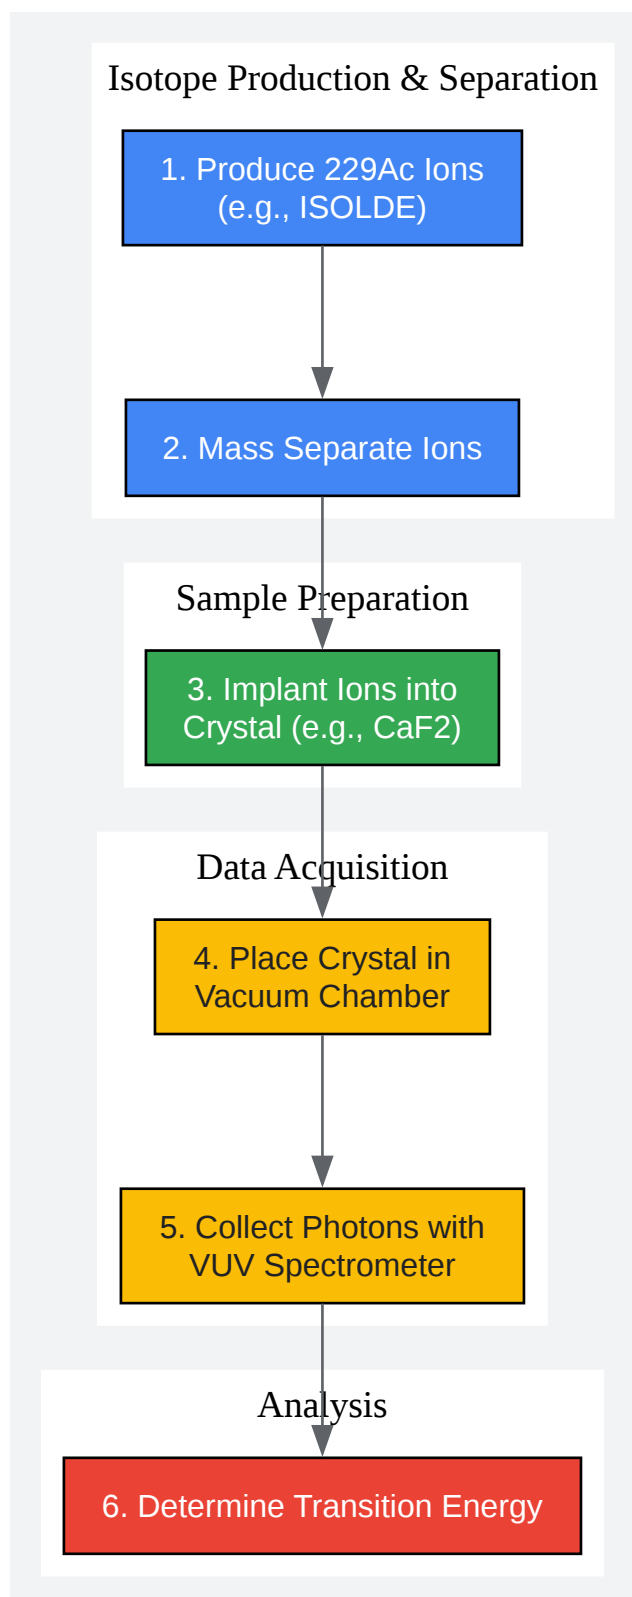 Isotope Production & Separation
1. Produce 229Ac Ions
(e.g., ISOLDE)
2. Mass Separate Ions
Sample Preparation
3. Implant Ions into
Crystal (e.g., CaF2)
Data Acquisition
4. Place Crystal in
Vacuum Chamber
5. Collect Photons with
VUV Spectrometer
Analysis
6. Determine Transition Energy